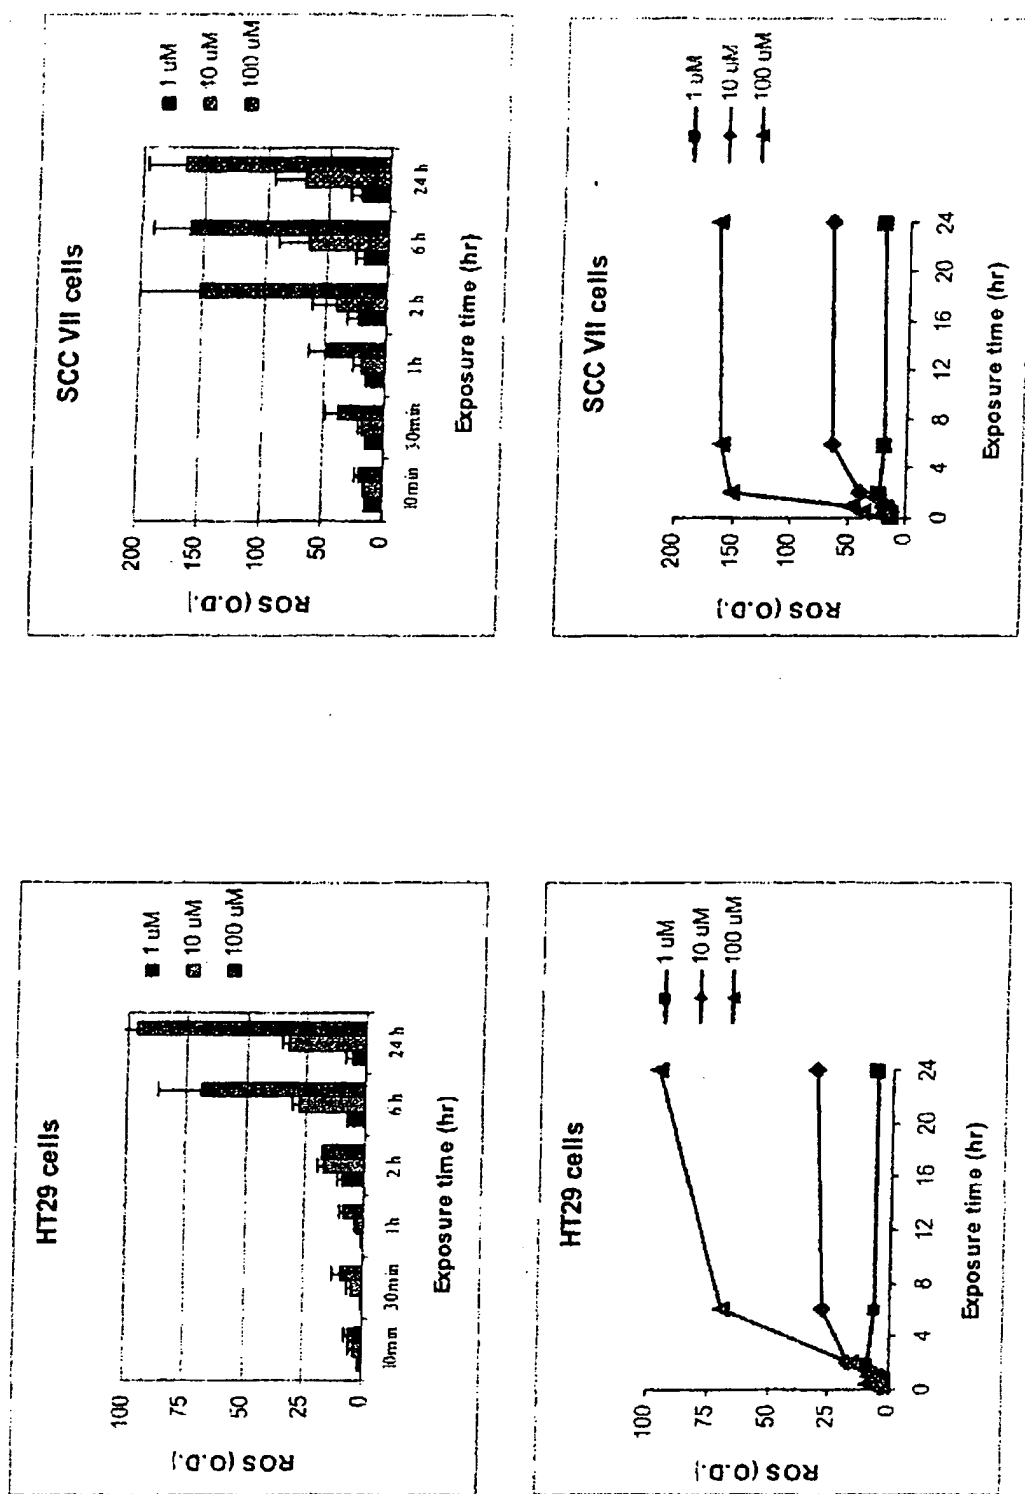 HT29 cells
100
75
50
25
ROS (O.D.)
10min 30min 1h 2h 6h 24h
Exposure time (hr)
1 uM
10 uM
100 uM
SCC VII cells
200
150
100
50
0
ROS (O.D.)
10min 30min 1h 2h 6h 24h
Exposure time (hr)
1 uM
10 uM
100 uM
HT29 cells
100
75
50
25
0
ROS (O.D.)
0 4 8 12 16 20 24
Exposure time (hr)
1 uM
10 uM
100 uM
SCC VII cells
200
150
100
50
0
ROS (O.D.)
0 4 8 12 16 20 24
Exposure time (hr)
1 uM
10 uM
100 uM